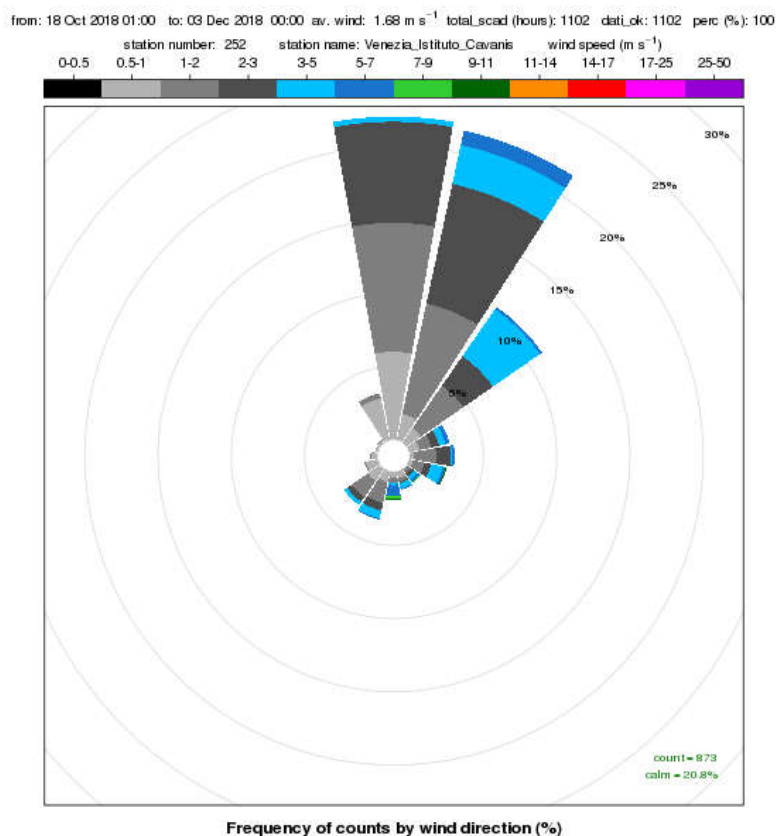 from: 18 Oct 2018 01:00 to: 03 Dec 2018 00:00 av. wind: 1.68 m s⁻¹ total_scad (hours): 1102 dati_ok: 1102 perc (%): 100
station number: 252 station name: Venezia_Istituto_Cavanis wind speed (m s⁻¹)
0-0.5 0.5-1 1-2 2-3 3-5 5-7 7-9 9-11 11-14 14-17 17-25 25-50
30%
25%
20%
15%
10%
5%
count = 873
calm = 20.8%
Frequency of counts by wind direction (%)